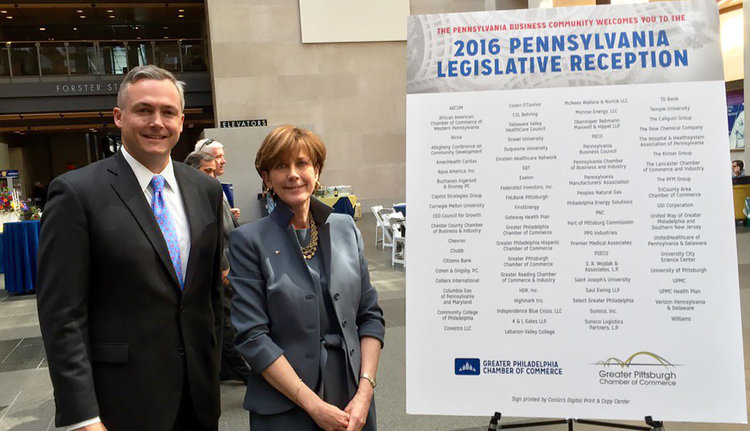 FORSTER ST
ELEVATORS
THE PENNSYLVANIA BUSINESS COMMUNITY WELCOMES YOU TO THE
2016 PENNSYLVANIA
LEGISLATIVE RECEPTION
AECOM
African American
Chamber of Commerce of
Western Pennsylvania
Alcoa
Allegheny Conference on
Community Development
AmeriHealth Caritas
Aqua America, Inc.
Buchanan Ingersoll
& Rooney PC
Capitol Strategies Group
Carnegie Mellon University
CEO Council for Growth
Chester County Chamber
of Business & Industry
Chevron
Chubb
Citizens Bank
Cohen & Grigsby, P.C.
Colliers International
Columbia Gas
of Pennsylvania
and Maryland
Community College
of Philadelphia
Covestro LLC
Cozen O'Connor
CSL Behring
Delaware Valley
HealthCare Council
Drexel University
Duquesne University
Einstein Healthcare Network
EQT
Exelon
Federated Investors, Inc.
FHLBank Pittsburgh
FirstEnergy
Gateway Health Plan
Greater Philadelphia
Chamber of Commerce
Greater Philadelphia Hispanic
Chamber of Commerce
Greater Pittsburgh
Chamber of Commerce
Greater Reading Chamber
of Commerce & Industry
HDR, Inc.
Highmark Inc.
Independence Blue Cross, LLC
K & L Gates LLP
Lebanon Valley College
McNees Wallace & Nurick LLC
Monroe Energy, LLC
Obermayer Rebmann
Maxwell & Hippel LLP
PECO
Pennsylvania
Business Council
Pennsylvania Chamber
of Business and Industry
Pennsylvania
Manufacturers' Association
Peoples Natural Gas
Philadelphia Energy Solutions
PNC
Port of Pittsburg Commission
PPG Industries
Premier Medical Associates
PSECU
S. R. Wojdak &
Associates, L.P.
Saint Joseph's University
Saul Ewing LLP
Select Greater Philadelphia
Sunoco, Inc.
Sunoco Logistics
Partners, L.P.
TD Bank
Temple University
The Caliguiri Group
The Dow Chemical Company
The Hospital & Healthsystem
Association of Pennsylvania
The Kinser Group
The Lancaster Chamber
of Commerce and Industry
The PFM Group
TriCounty Area
Chamber of Commerce
UGI Corporation
United Way of Greater
Philadelphia and
Southern New Jersey
UnitedHealthcare of
Pennsylvania & Delaware
University City
Science Center
University of Pittsburgh
UPMC
UPMC Health Plan
Verizon Pennsylvania
& Delaware
Williams
GREATER PHILADELPHIA
CHAMBER OF COMMERCE
Greater Pittsburgh
Chamber of Commerce
Sign printed by Cardin's Digital Print & Copy Center